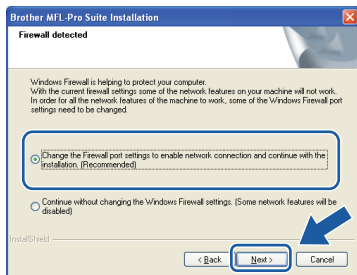 Brother MFL-Pro Suite Installation
Firewall detected
Windows Firewall is helping to protect your computer.
With the current firewall settings some of the network features on your machine will not work.
In order for all the network features of the machine to work, some of the Windows Firewall port
settings need to be changed.
Change the Firewall port settings to enable network connection and continue with the
installation. (Recommended)
Continue without changing the Windows Firewall settings. (Some network features will be
disabled)
InstallShield
< Back
Next >
Cancel